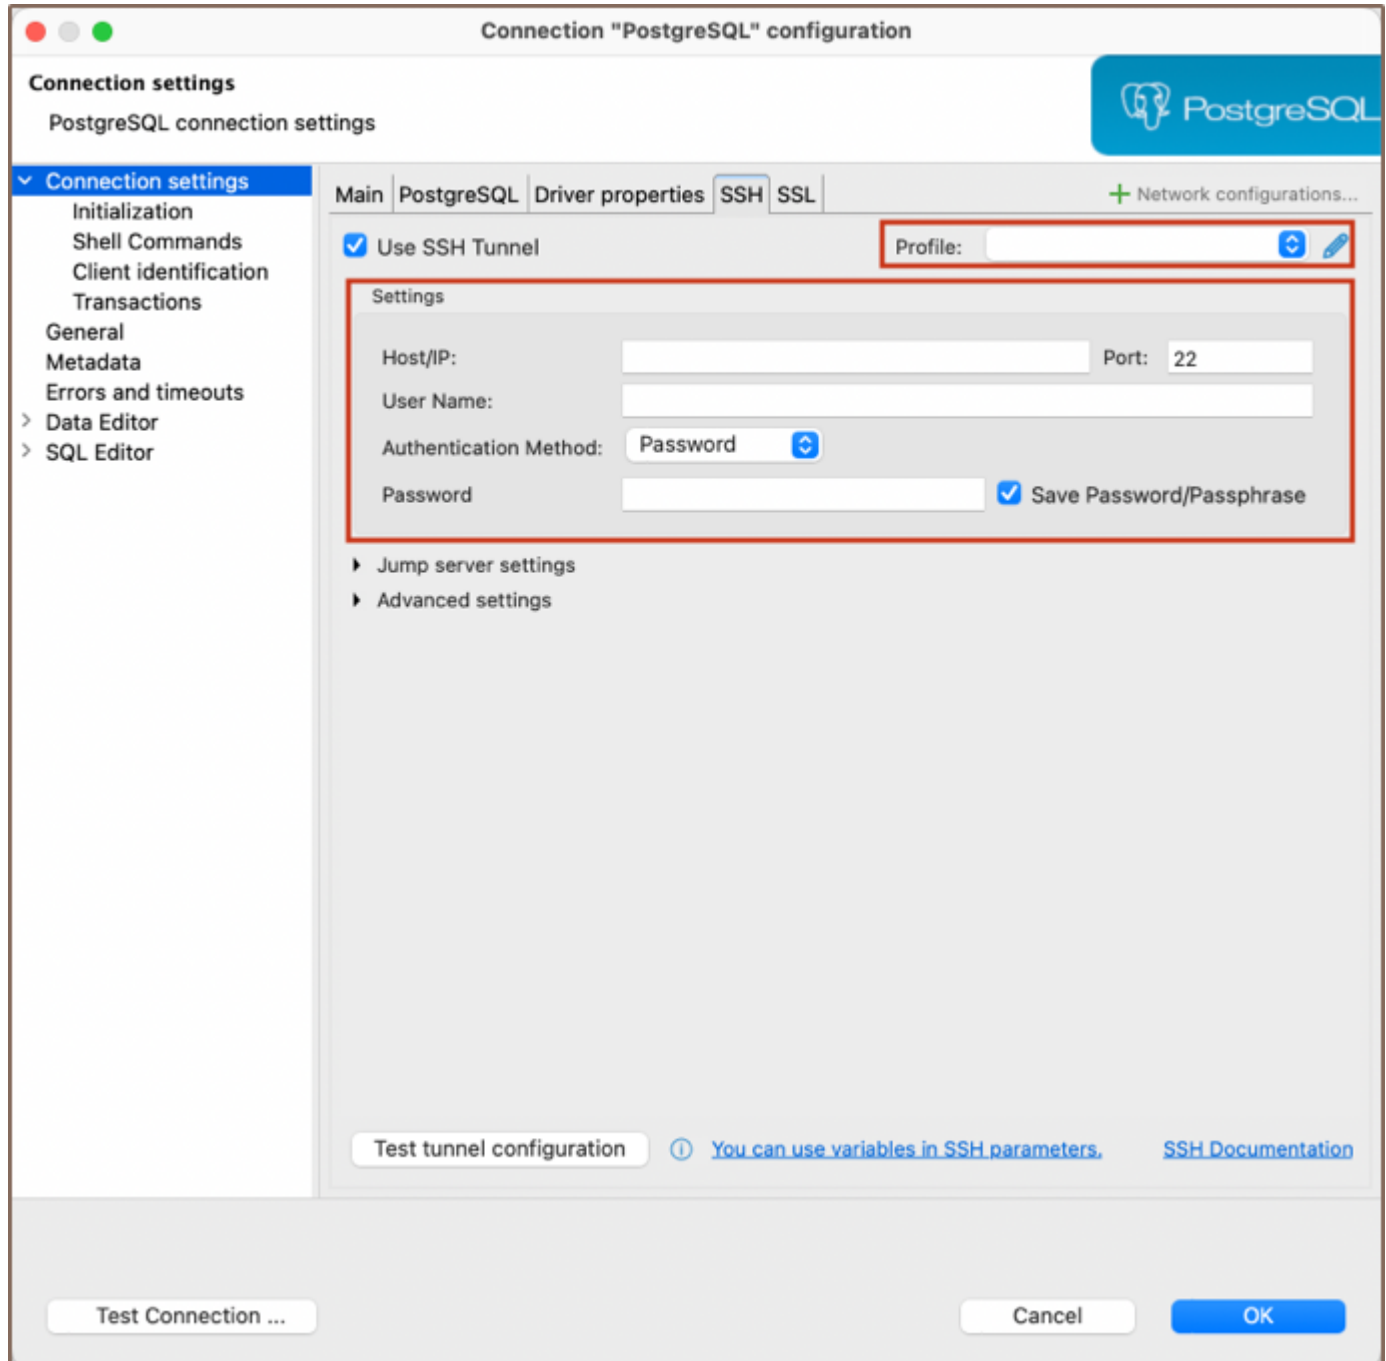 Connection "PostgreSQL" configuration
Connection settings
PostgreSQL connection settings
PostgreSQL
Connection settings
Initialization
Shell Commands
Client identification
Transactions
General
Metadata
Errors and timeouts
Data Editor
SQL Editor
Main PostgreSQL Driver properties SSH SSL Network configurations...
Use SSH Tunnel Profile:
Settings
Host/IP: Port: 22
User Name:
Authentication Method: Password
Password Save Password/Passphrase
Jump server settings
Advanced settings
Test tunnel configuration You can use variables in SSH parameters. SSH Documentation
Test Connection ... Cancel OK